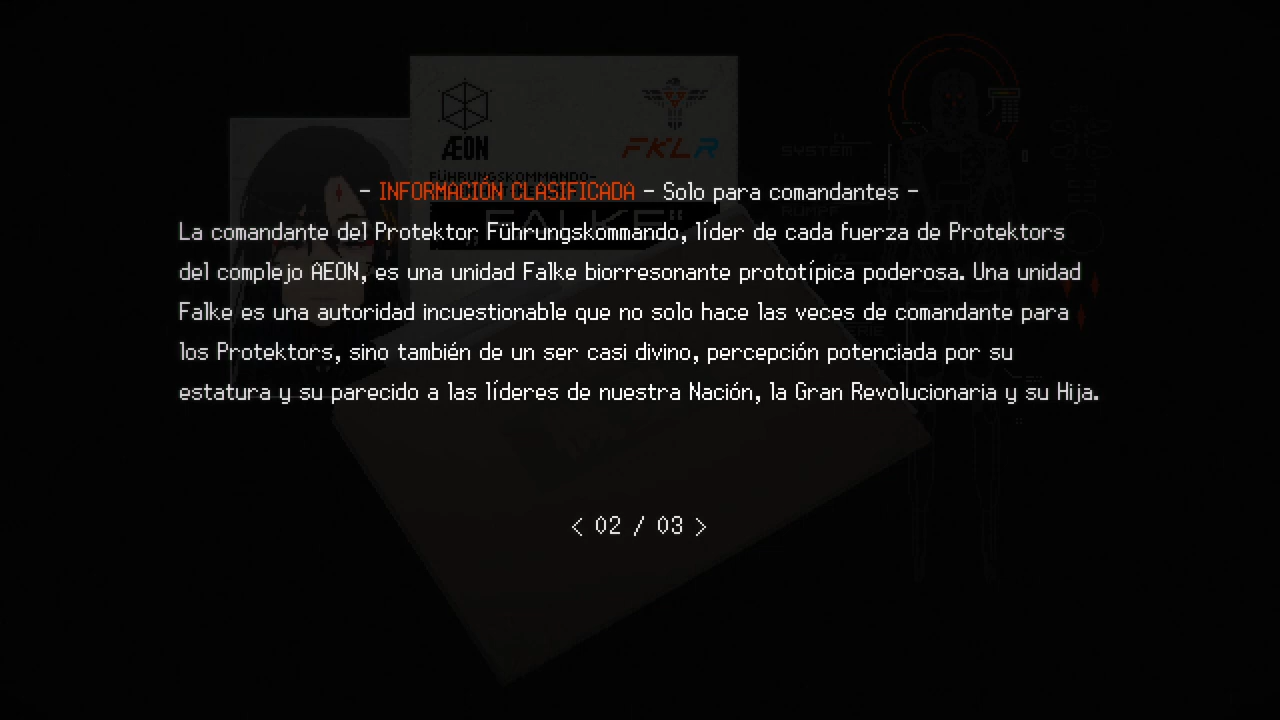 ÆON
FKLR
FÜHRUNGSKOMMANDO-
SYSTEM
- INFORMACIÓN CLASIFICADA - Solo para comandantes -
FALKE"
La comandante del Protektor Führungskommando, líder de cada fuerza de Protektors
del complejo AEON, es una unidad Falke biorresonante prototípica poderosa. Una unidad
Falke es una autoridad incuestionable que no solo hace las veces de comandante para
los Protektors, sino también de un ser casi divino, percepción potenciada por su
estatura y su parecido a las líderes de nuestra Nación, la Gran Revolucionaria y su Hija.
< 02 / 03 >